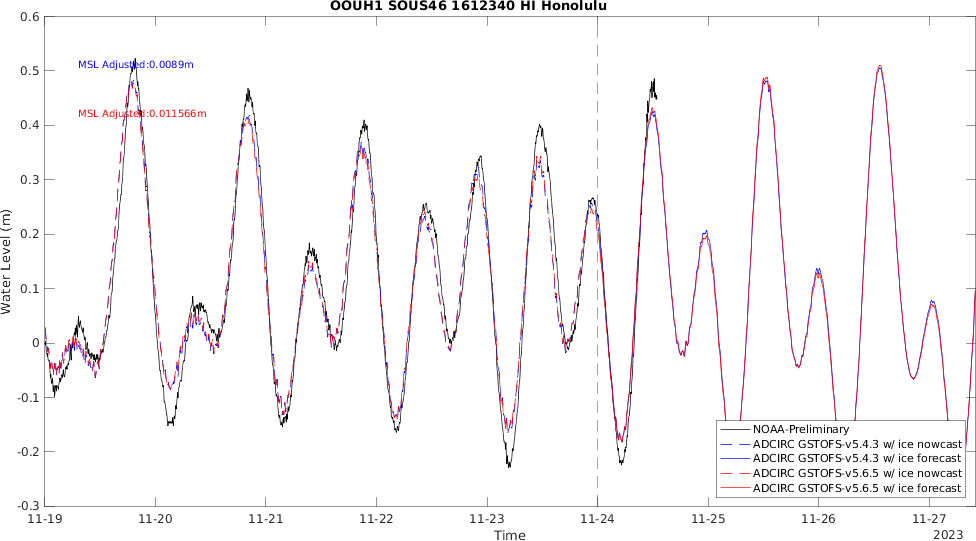 OOUH1 SOUS46 1612340 HI Honolulu
0.6
0.5
0.4
0.3
0.2
0.1
0
-0.1
-0.2
-0.3
Water Level (m)
MSL Adjusted:0.0089m
MSL Adjusted:0.011566m
NOAA-Preliminary
ADCIRC GSTOFS-v5.4.3 w/ ice nowcast
ADCIRC GSTOFS-v5.4.3 w/ ice forecast
ADCIRC GSTOFS-v5.6.5 w/ ice nowcast
ADCIRC GSTOFS-v5.6.5 w/ ice forecast
11-19 11-20 11-21 11-22 11-23 11-24 11-25 11-26 11-27
Time
2023